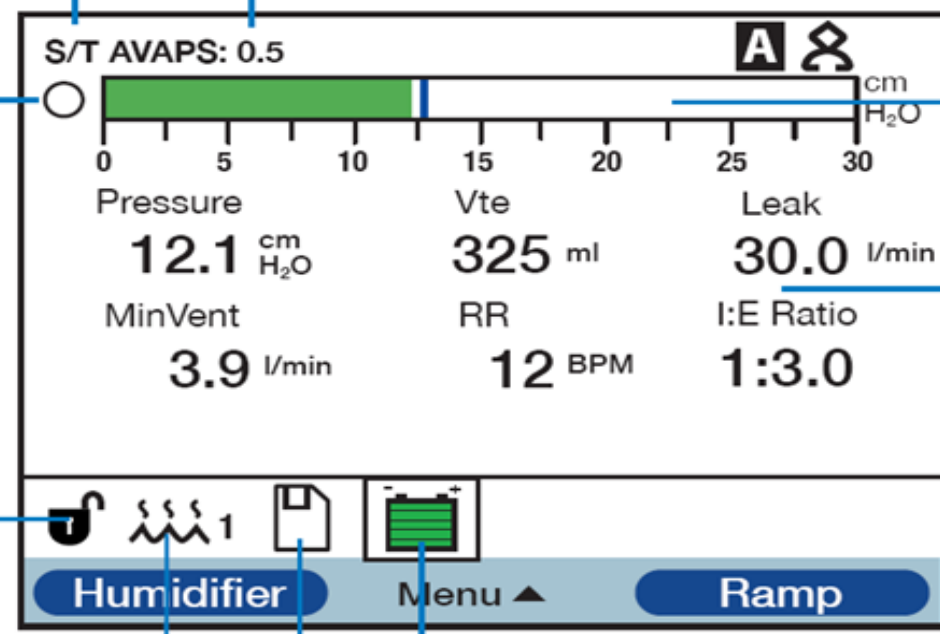 S/T AVAPS: 0.5 A
cm
H₂O
0 5 10 15 20 25 30
Pressure Vte Leak
12.1 cm H₂O 325 ml 30.0 l/min
MinVent RR I:E Ratio
3.9 l/min 12 BPM 1:3.0
1 - +
Humidifier Menu ▲ Ramp